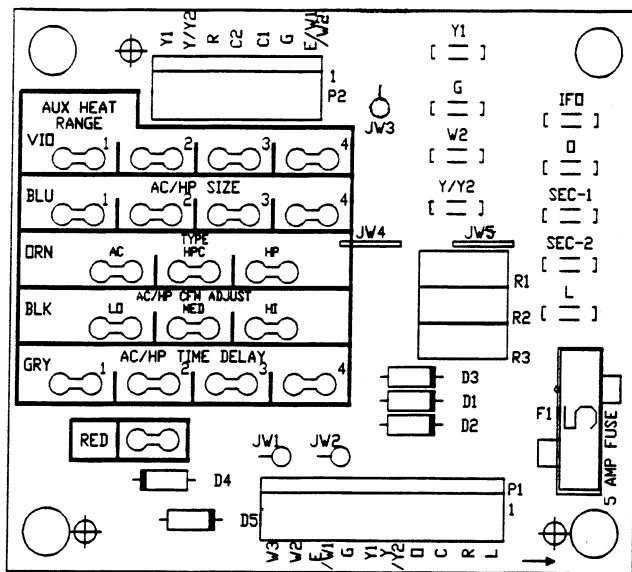 Y1
Y/Y2
R
C2
C1
G
E/W1
/W2
1
P2
JW3
Y1
G
W2
Y/Y2
IFO
O
SEC-1
SEC-2
L
AUX HEAT
RANGE
VIO 1 2 3 4
AC/HP SIZE
BLU 1 2 3 4
TYPE
ORN AC HPC HP
AC/HP CFM ADJUST
BLK LO MED HI
AC/HP TIME DELAY
GRY 1 2 3 4
RED
JW4
JW5
R1
R2
R3
D3
D1
D2
F1
5
5 AMP FUSE
JW1
JW2
D4
D5
P1
1
W3
W2
E/W1
G
Y1
Y/Y2
O
C
R
L